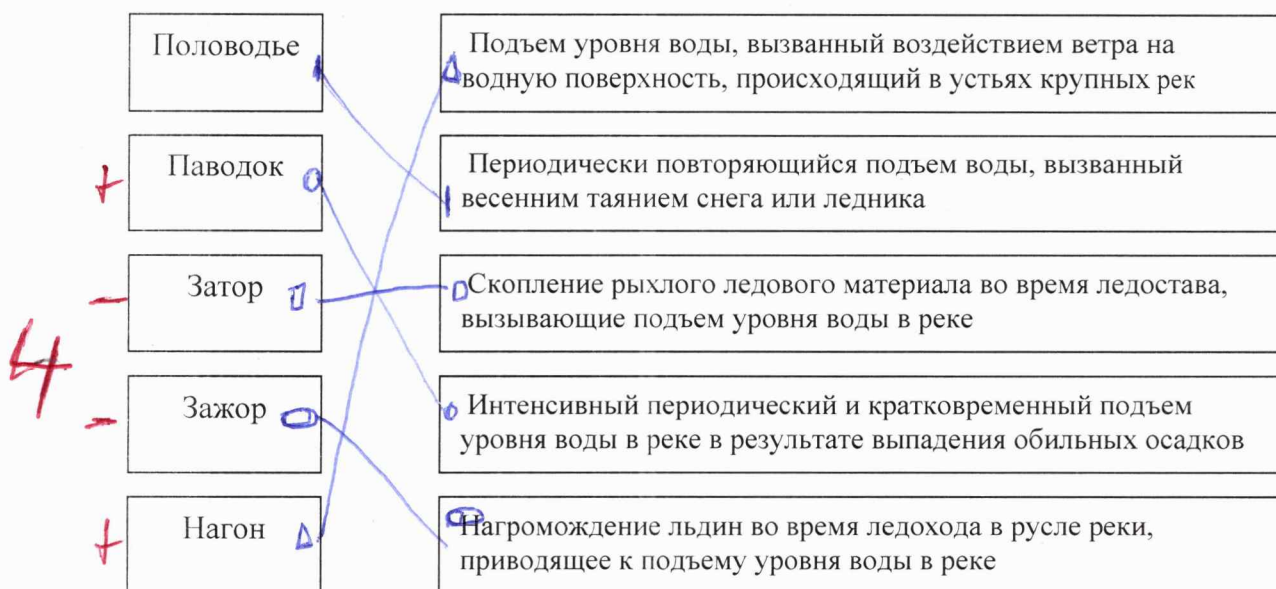 Половодье
Подъем уровня воды, вызванный воздействием ветра на
водную поверхность, происходящий в устьях крупных рек
+
Паводок
Периодически повторяющийся подъем воды, вызванный
весенним таянием снега или ледника
-
Затор
Скопление рыхлого ледового материала во время ледостава,
вызывающие подъем уровня воды в реке
4
-
Зажор
Интенсивный периодический и кратковременный подъем
уровня воды в реке в результате выпадения обильных осадков
+
Нагон
Нагромождение льдин во время ледохода в русле реки,
приводящее к подъему уровня воды в реке